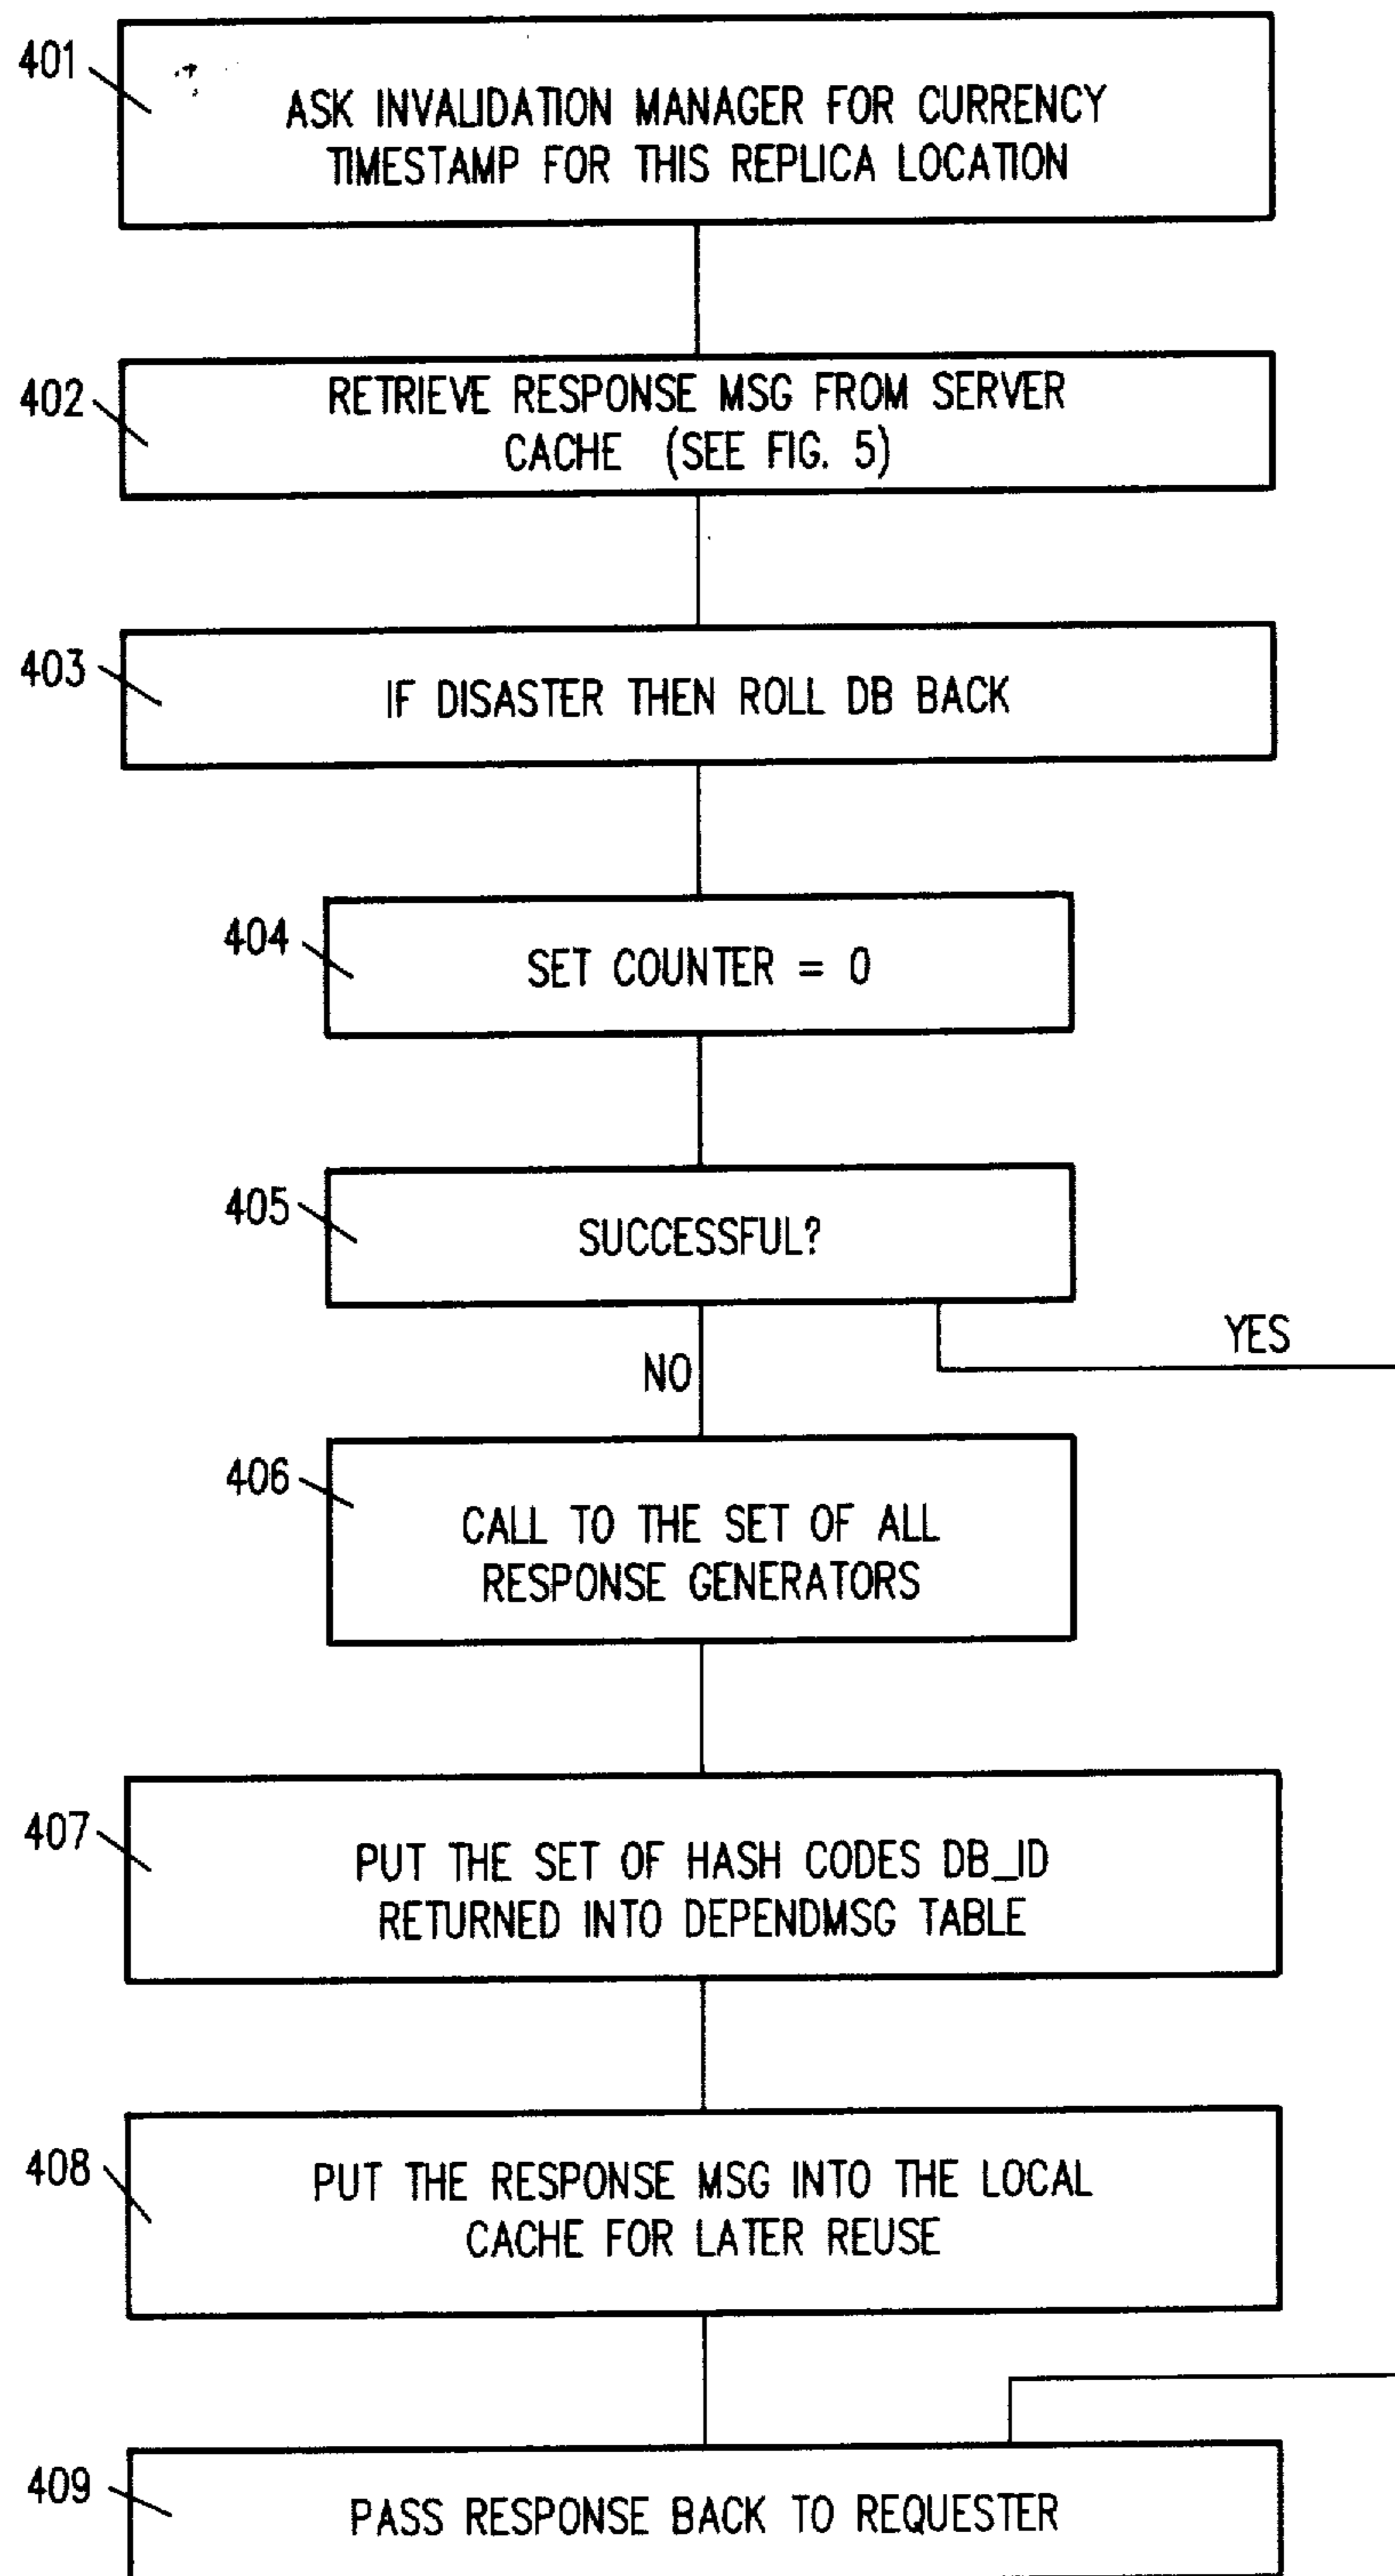 401
ASK INVALIDATION MANAGER FOR CURRENCY
TIMESTAMP FOR THIS REPLICA LOCATION
402
RETRIEVE RESPONSE MSG FROM SERVER
CACHE (SEE FIG. 5)
403
IF DISASTER THEN ROLL DB BACK
404
SET COUNTER = 0
405
SUCCESSFUL?
YES
NO
406
CALL TO THE SET OF ALL
RESPONSE GENERATORS
407
PUT THE SET OF HASH CODES DB_ID
RETURNED INTO DEPENDMSG TABLE
408
PUT THE RESPONSE MSG INTO THE LOCAL
CACHE FOR LATER REUSE
409
PASS RESPONSE BACK TO REQUESTER